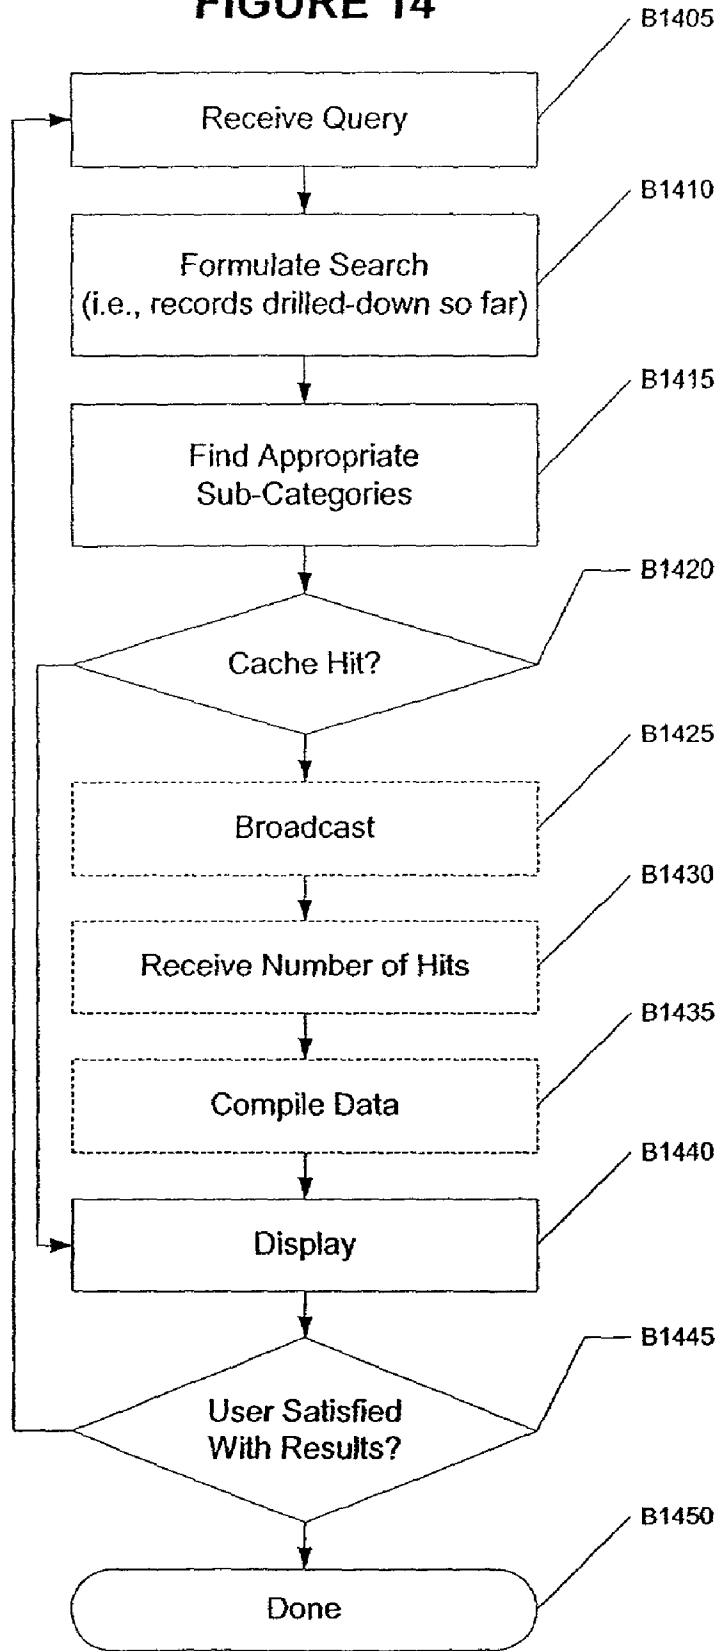 FIGURE 14
B1405
Receive Query
B1410
Formulate Search
(i.e., records drilled-down so far)
B1415
Find Appropriate
Sub-Categories
B1420
Cache Hit?
B1425
Broadcast
B1430
Receive Number of Hits
B1435
Compile Data
B1440
Display
B1445
User Satisfied
With Results?
B1450
Done